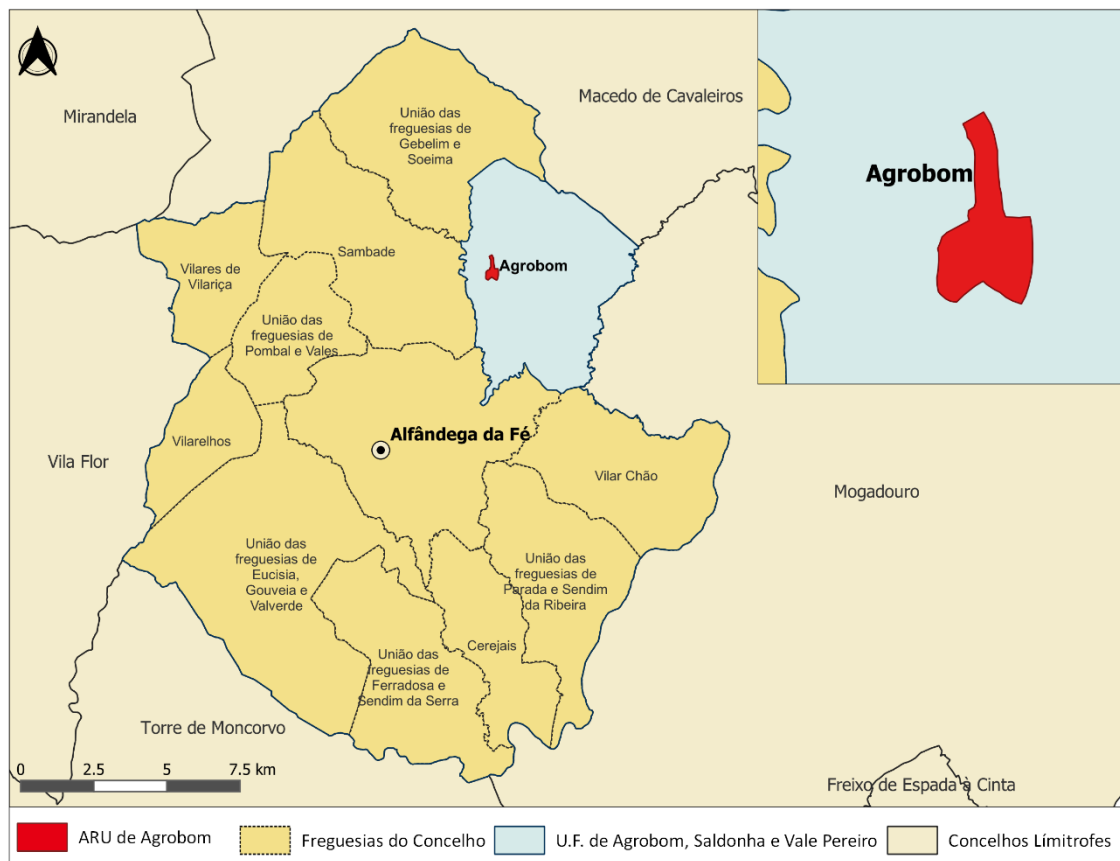 Mirandela
Macedo de Cavaleiros
União das
freguesias de
Gebelim e
Soeima
Agrobom
Sambade
Agrobom
Vilares de
Vilariça
União das
freguesias de
Pombal e Vales
Alfândega da Fé
Vilarelhos
Vila Flor
Vilar Chão
Mogadouro
União das
freguesias de
Eucisia,
Gouveia e
Valverde
União das
freguesias de
Parada e Sendim
da Ribeira
Cerejais
União das
freguesias de
Ferradosa e
Sendim da Serra
Torre de Moncorvo
0 2.5 5 7.5 km
Freixo de Espada à Cinta
ARU de Agrobom
Freguesias do Concelho
U.F. de Agrobom, Saldonha e Vale Pereiro
Concelhos Límitrofes